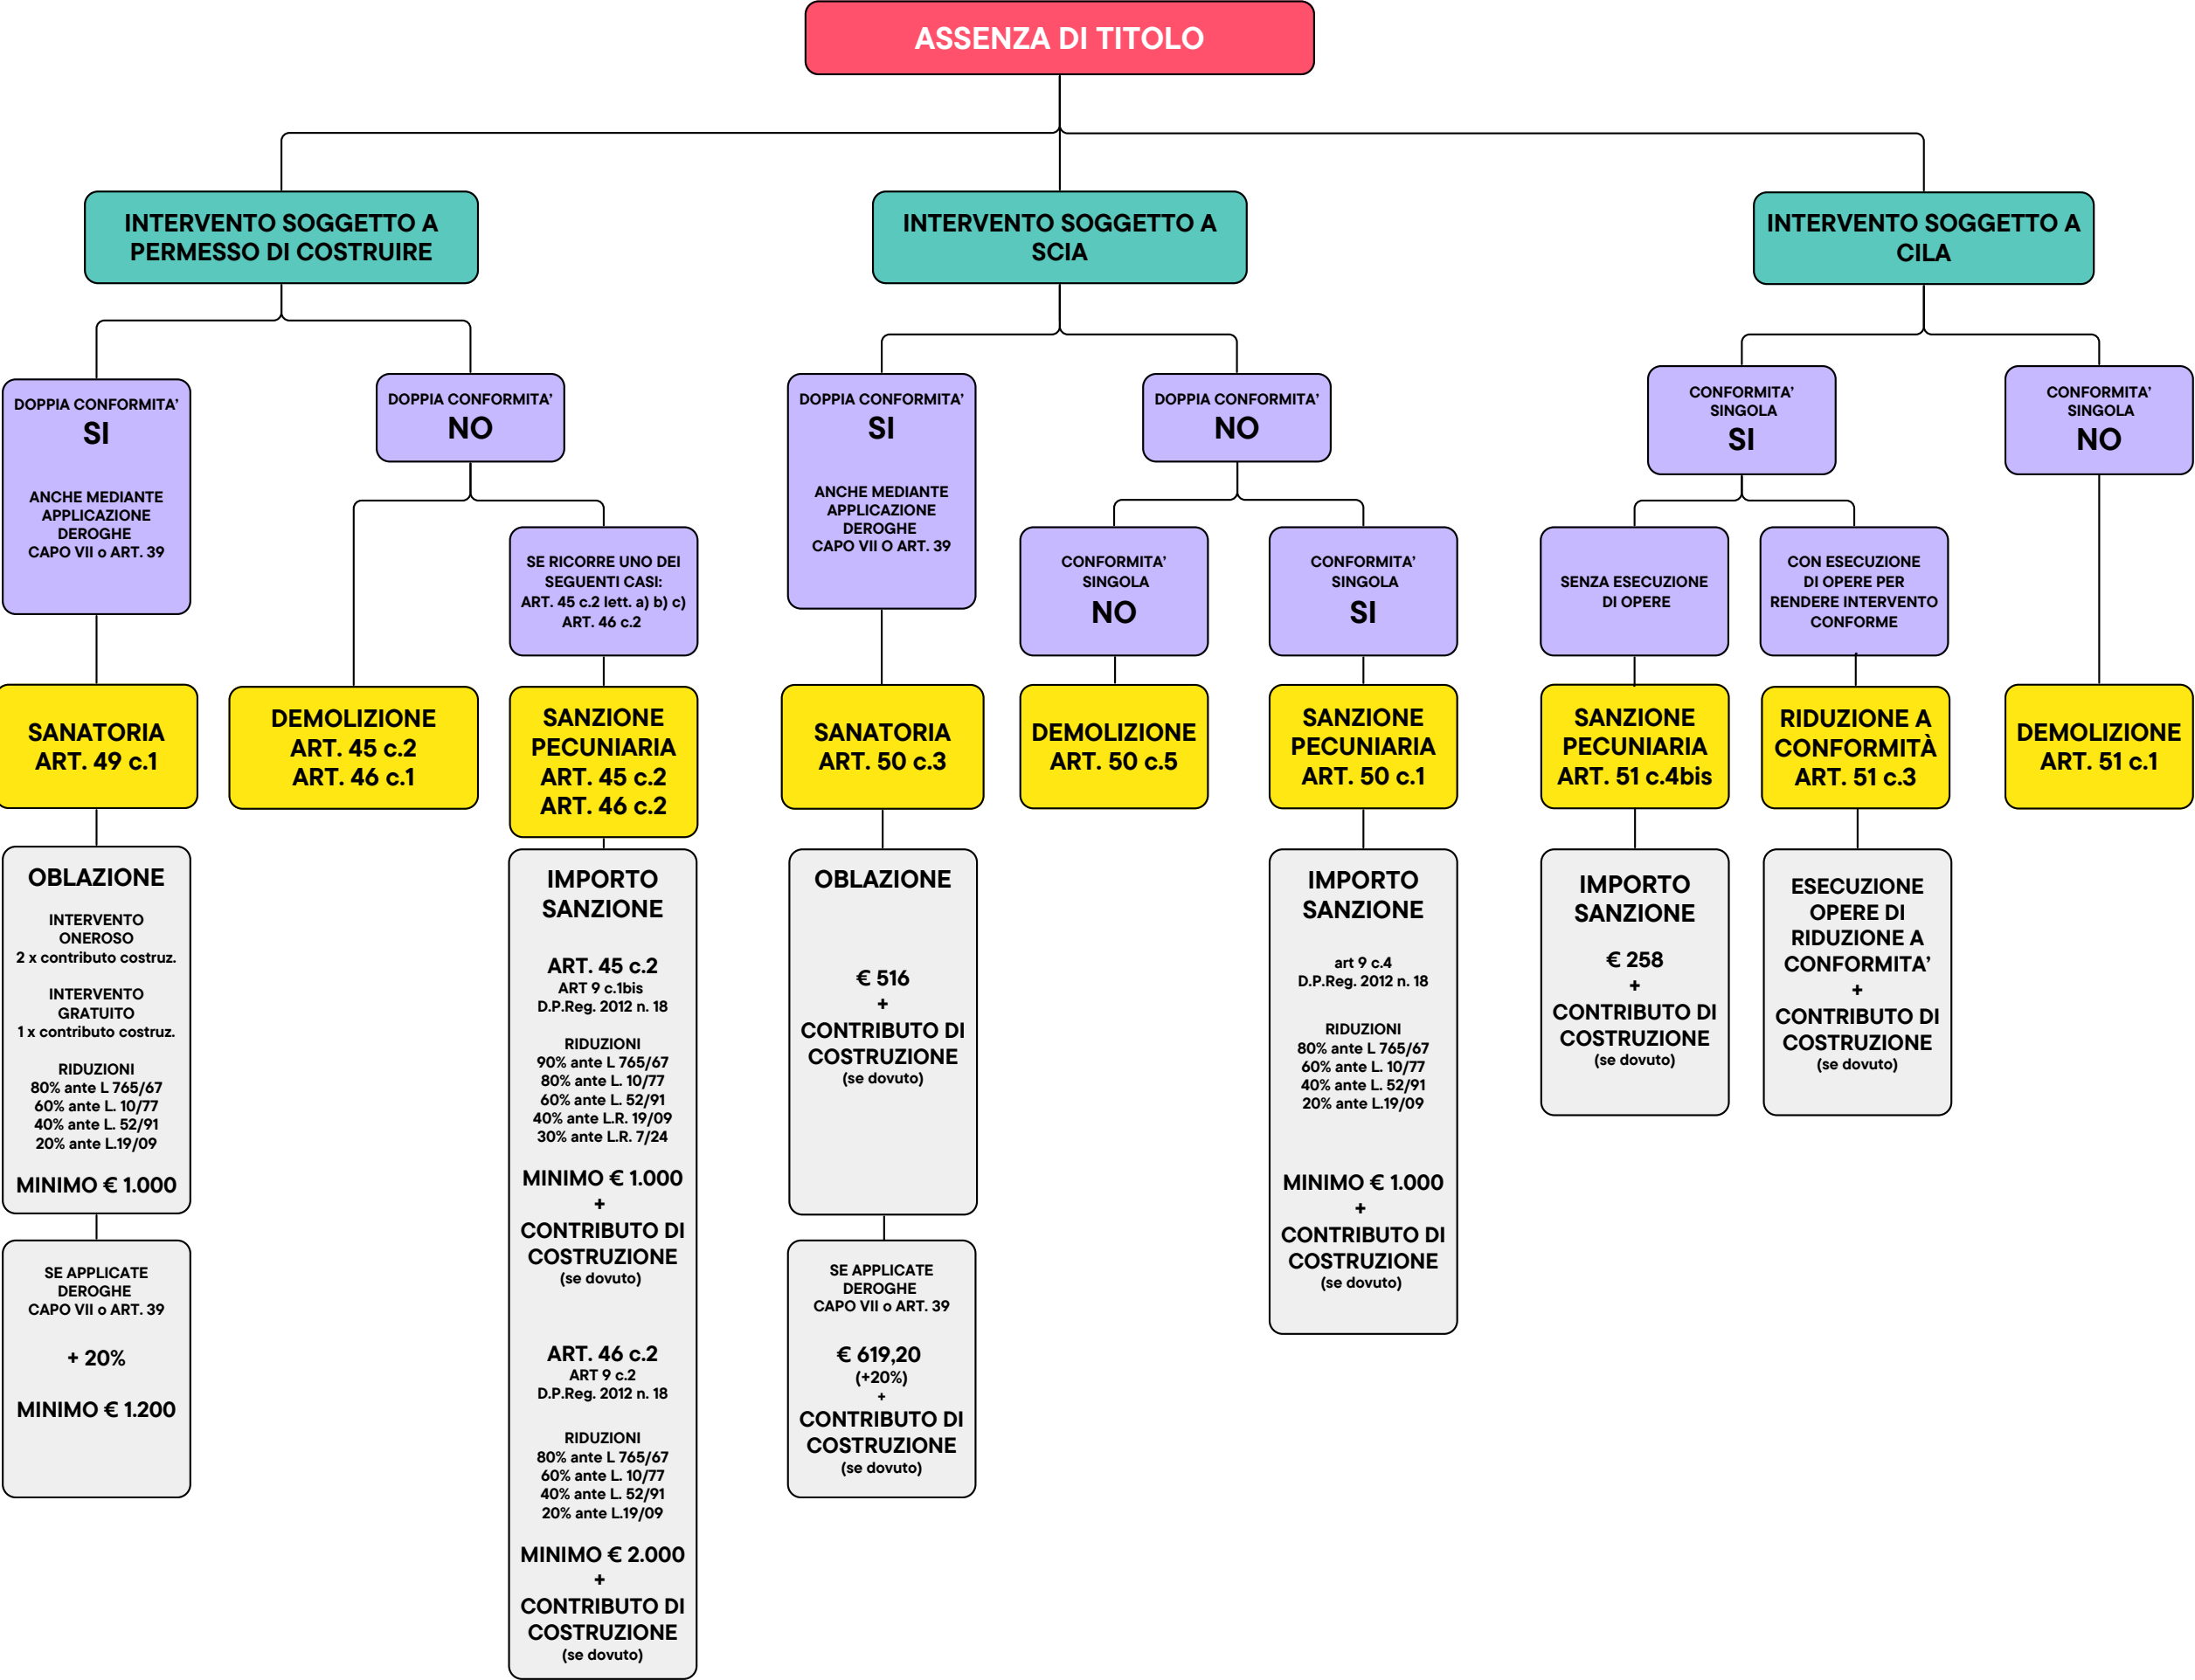 ASSENZA DI TITOLO
INTERVENTO SOGGETTO A
PERMESSO DI COSTRUIRE
INTERVENTO SOGGETTO A
SCIA
INTERVENTO SOGGETTO A
CILA
DOPPIA CONFORMITA'
SI
ANCHE MEDIANTE
APPLICAZIONE
DEROGHE
CAPO VII o ART. 39
DOPPIA CONFORMITA'
NO
SE RICORRE UNO DEI
SEGUENTI CASI:
ART. 45 c.2 lett. a) b) c)
ART. 46 c.2
DOPPIA CONFORMITA'
SI
ANCHE MEDIANTE
APPLICAZIONE
DEROGHE
CAPO VII O ART. 39
DOPPIA CONFORMITA'
NO
CONFORMITA'
SINGOLA
NO
CONFORMITA'
SINGOLA
SI
CONFORMITA'
SINGOLA
SI
CONFORMITA'
SINGOLA
NO
SENZA ESECUZIONE
DI OPERE
CON ESECUZIONE
DI OPERE PER
RENDERE INTERVENTO
CONFORME
SANATORIA
ART. 49 c.1
DEMOLIZIONE
ART. 45 c.2
ART. 46 c.1
SANZIONE
PECUNIARIA
ART. 45 c.2
ART. 46 c.2
SANATORIA
ART. 50 c.3
DEMOLIZIONE
ART. 50 c.5
SANZIONE
PECUNIARIA
ART. 50 c.1
SANZIONE
PECUNIARIA
ART. 51 c.4bis
RIDUZIONE A
CONFORMITÀ
ART. 51 c.3
DEMOLIZIONE
ART. 51 c.1
OBLAZIONE
INTERVENTO
ONEROSO
2 x contributo costruz.
INTERVENTO
GRATUITO
1 x contributo costruz.
RIDUZIONI
80% ante L 765/67
60% ante L. 10/77
40% ante L. 52/91
20% ante L.19/09
MINIMO € 1.000
SE APPLICATE
DEROGHE
CAPO VII o ART. 39
+ 20%
MINIMO € 1.200
IMPORTO
SANZIONE
ART. 45 c.2
ART 9 c.1bis
D.P.Reg. 2012 n. 18
RIDUZIONI
90% ante L 765/67
80% ante L. 10/77
60% ante L. 52/91
40% ante L.R. 19/09
30% ante L.R. 7/24
MINIMO € 1.000
+
CONTRIBUTO DI
COSTRUZIONE
(se dovuto)
ART. 46 c.2
ART 9 c.2
D.P.Reg. 2012 n. 18
RIDUZIONI
80% ante L 765/67
60% ante L. 10/77
40% ante L. 52/91
20% ante L.19/09
MINIMO € 2.000
+
CONTRIBUTO DI
COSTRUZIONE
(se dovuto)
OBLAZIONE
€ 516
+
CONTRIBUTO DI
COSTRUZIONE
(se dovuto)
SE APPLICATE
DEROGHE
CAPO VII o ART. 39
€ 619,20
(+20%)
+
CONTRIBUTO DI
COSTRUZIONE
(se dovuto)
IMPORTO
SANZIONE
art 9 c.4
D.P.Reg. 2012 n. 18
RIDUZIONI
80% ante L 765/67
60% ante L. 10/77
40% ante L. 52/91
20% ante L.19/09
MINIMO € 1.000
+
CONTRIBUTO DI
COSTRUZIONE
(se dovuto)
IMPORTO
SANZIONE
€ 258
+
CONTRIBUTO DI
COSTRUZIONE
(se dovuto)
ESECUZIONE
OPERE DI
RIDUZIONE A
CONFORMITA'
+
CONTRIBUTO DI
COSTRUZIONE
(se dovuto)